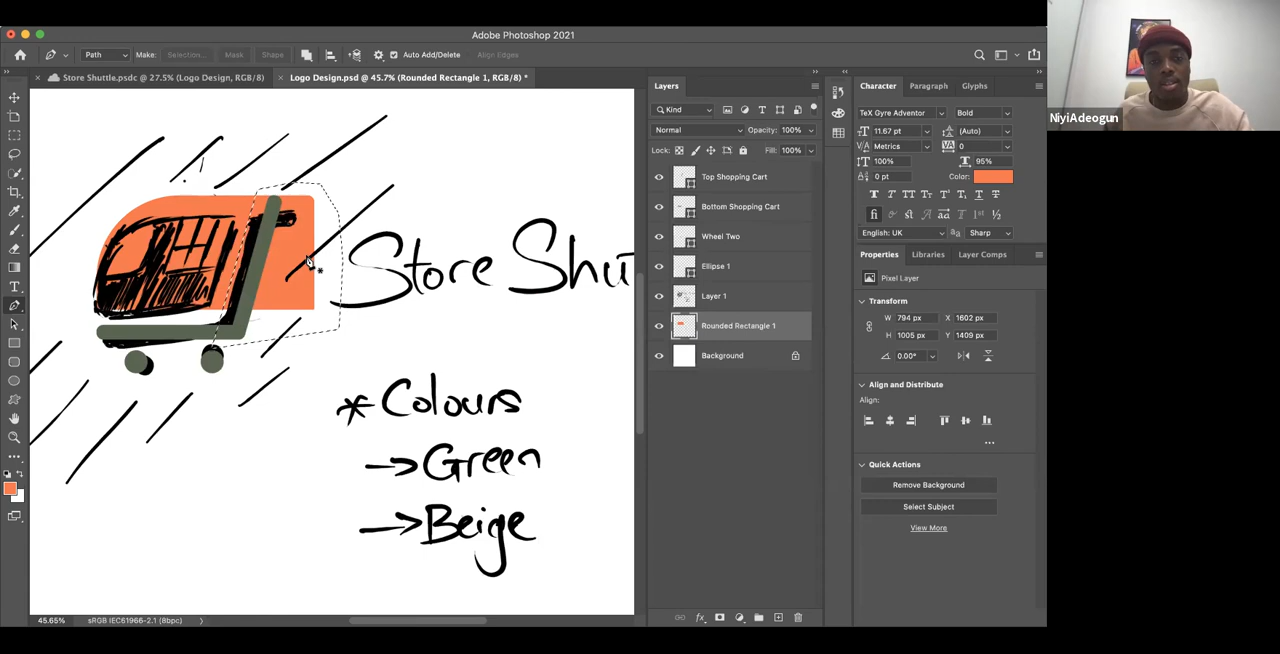 Adobe Photoshop 2021
Path
Make:
Selection...
Mask
Shape
Auto Add/Delete
Align Edges
Store Shuttle.psdc @ 27.5% (Logo Design, RGB/8)
Logo Design.psd @ 45.7% (Rounded Rectangle 1, RGB/8) *
Store Shu
*Colours
→Green
→Beige
45.65%
sRGB IEC61966-2.1 (8bpc)
Layers
Kind
Normal
Opacity: 100%
Lock:
Fill: 100%
Top Shopping Cart
Bottom Shopping Cart
Wheel Two
Ellipse 1
Layer 1
Rounded Rectangle 1
Background
Character
Paragraph
Glyphs
TeX Gyre Adventor
Bold
11.67 pt
(Auto)
Metrics
0
100%
95%
0 pt
Color:
English: UK
Sharp
Properties
Libraries
Layer Comps
Pixel Layer
Transform
W 794 px
X 1602 px
H 1005 px
Y 1409 px
0.00°
Align and Distribute
Align:
Quick Actions
Remove Background
Select Subject
View More
NiyiAdeogun